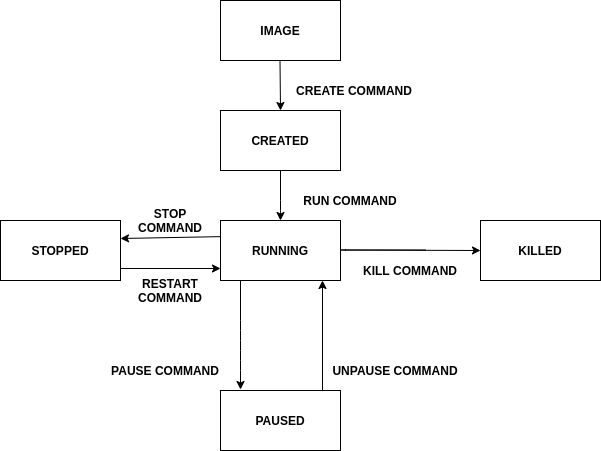 IMAGE
CREATE COMMAND
CREATED
RUN COMMAND
STOP
COMMAND
STOPPED
RUNNING
KILLED
KILL COMMAND
RESTART
COMMAND
PAUSE COMMAND
UNPAUSE COMMAND
PAUSED